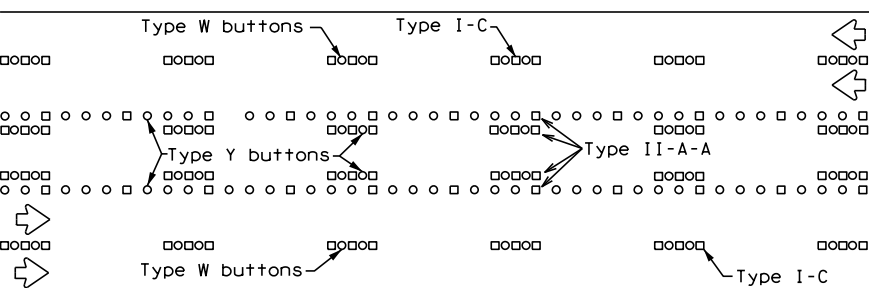 Type W buttons
Type I-C
Type Y buttons
Type II-A-A
Type W buttons
Type I-C